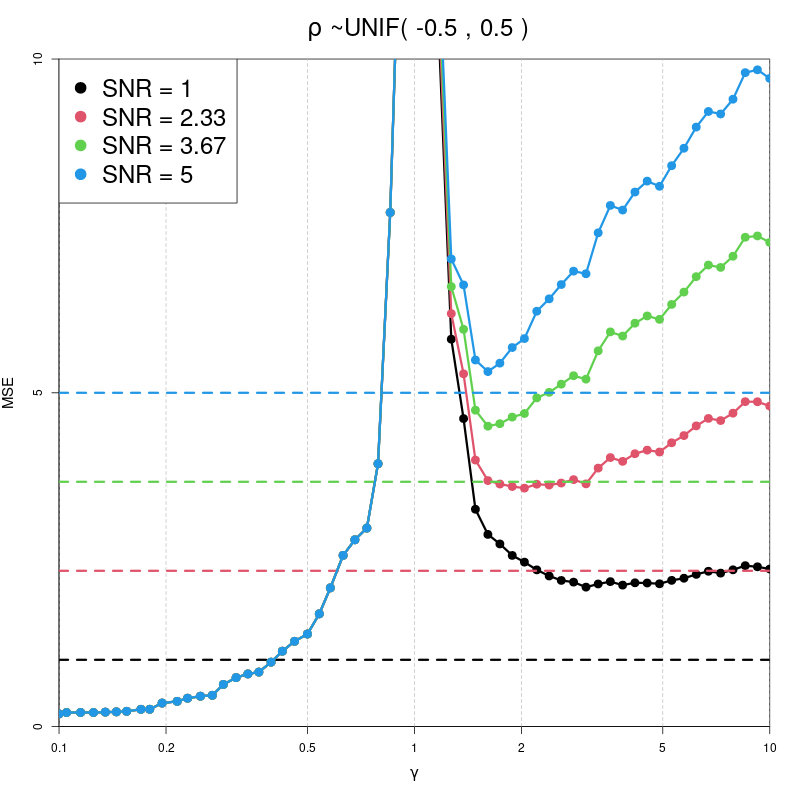 ρ ~UNIF( -0.5 , 0.5 )
SNR = 1
SNR = 2.33
SNR = 3.67
SNR = 5
10
5
0
MSE
0.1 0.2 0.5 1 2 5 10
γ